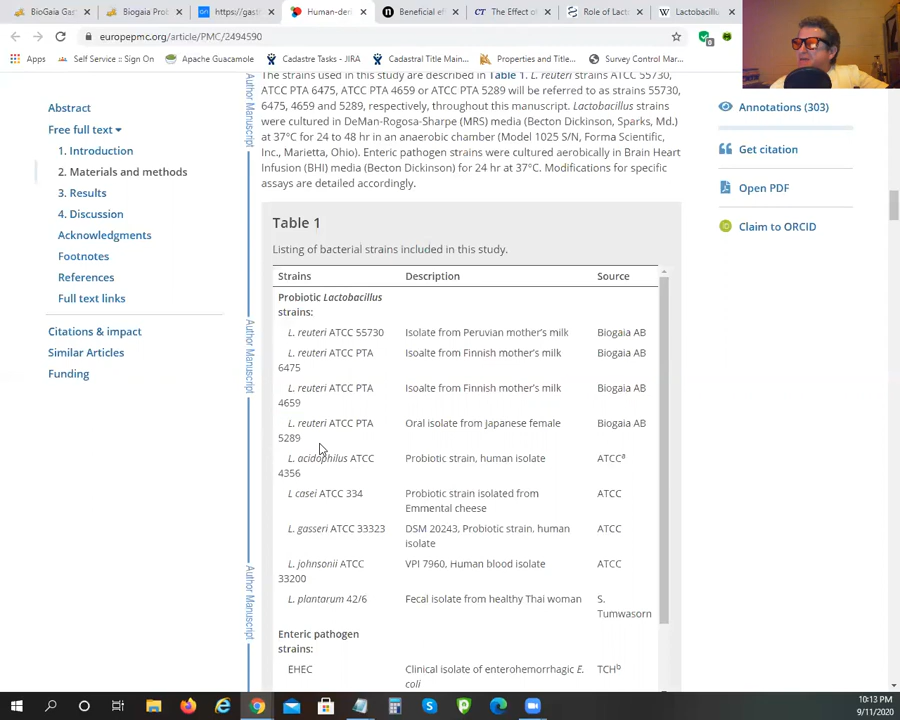 BioGaia Gast
Biogaia Prob
https://gasth
Human-deri
Beneficial ef
The Effect o
Role of Lact
Lactobacillu
europepmc.org/article/PMC/2494590
Apps
Self Service :: Sign On
Apache Guacamole
Cadastre Tasks - (JA)
Cadastral Title Main...
Properties and Title...
Survey Control Mar...
The strains used in this study are described in Table 1. L. reuteri strains ATCC 55730,
ATCC PTA 6475, ATCC PTA 4659 or ATCC PTA 5289 will be referred to as strains 55730,
6475, 4659 and 5289, respectively, throughout this manuscript. Lactobacillus strains
were cultured in DeMan-Rogosa-Sharpe (MRS) media (Becton Dickinson, Sparks, Md.)
at 37°C for 24 to 48 hr in an anaerobic chamber (Model 1025 S/N, Forma Scientific,
Inc., Marietta, Ohio). Enteric pathogen strains were cultured aerobically in Brain Heart
Infusion (BHI) media (Becton Dickinson) for 24 hr at 37°C. Modifications for specific
assays are detailed accordingly.
Abstract
Free full text
1. Introduction
2. Materials and methods
3. Results
4. Discussion
Acknowledgments
Footnotes
References
Full text links
Citations & impact
Similar Articles
Funding
Author Manuscript
Author Manuscript
Author Manuscript
Annotations (303)
Get citation
Open PDF
Claim to ORCID
Table 1
Listing of bacterial strains included in this study.
Strains Description Source
Probiotic Lactobacillus
strains:
L. reuteri ATCC 55730 Isolate from Peruvian mother's milk Biogaia AB
L. reuteri ATCC PTA Isoalte from Finnish mother's milk Biogaia AB
6475
L. reuteri ATCC PTA Isoalte from Finnish mother's milk Biogaia AB
4659
L. reuteri ATCC PTA Oral isolate from Japanese female Biogaia AB
5289
L. acidophilus ATCC Probiotic strain, human isolate ATCCa
4356
L casei ATCC 334 Probiotic strain isolated from ATCC
Emmental cheese
L. gasseri ATCC 33323 DSM 20243, Probiotic strain, human ATCC
isolate
L. johnsonii ATCC VPI 7960, Human blood isolate ATCC
33200
L. plantarum 42/6 Fecal isolate from healthy Thai woman S.
Tumwasorn
Enteric pathogen
strains:
EHEC Clinical isolate of enterohemorrhagic E. TCHb
coli
10:13 PM
9/11/2020